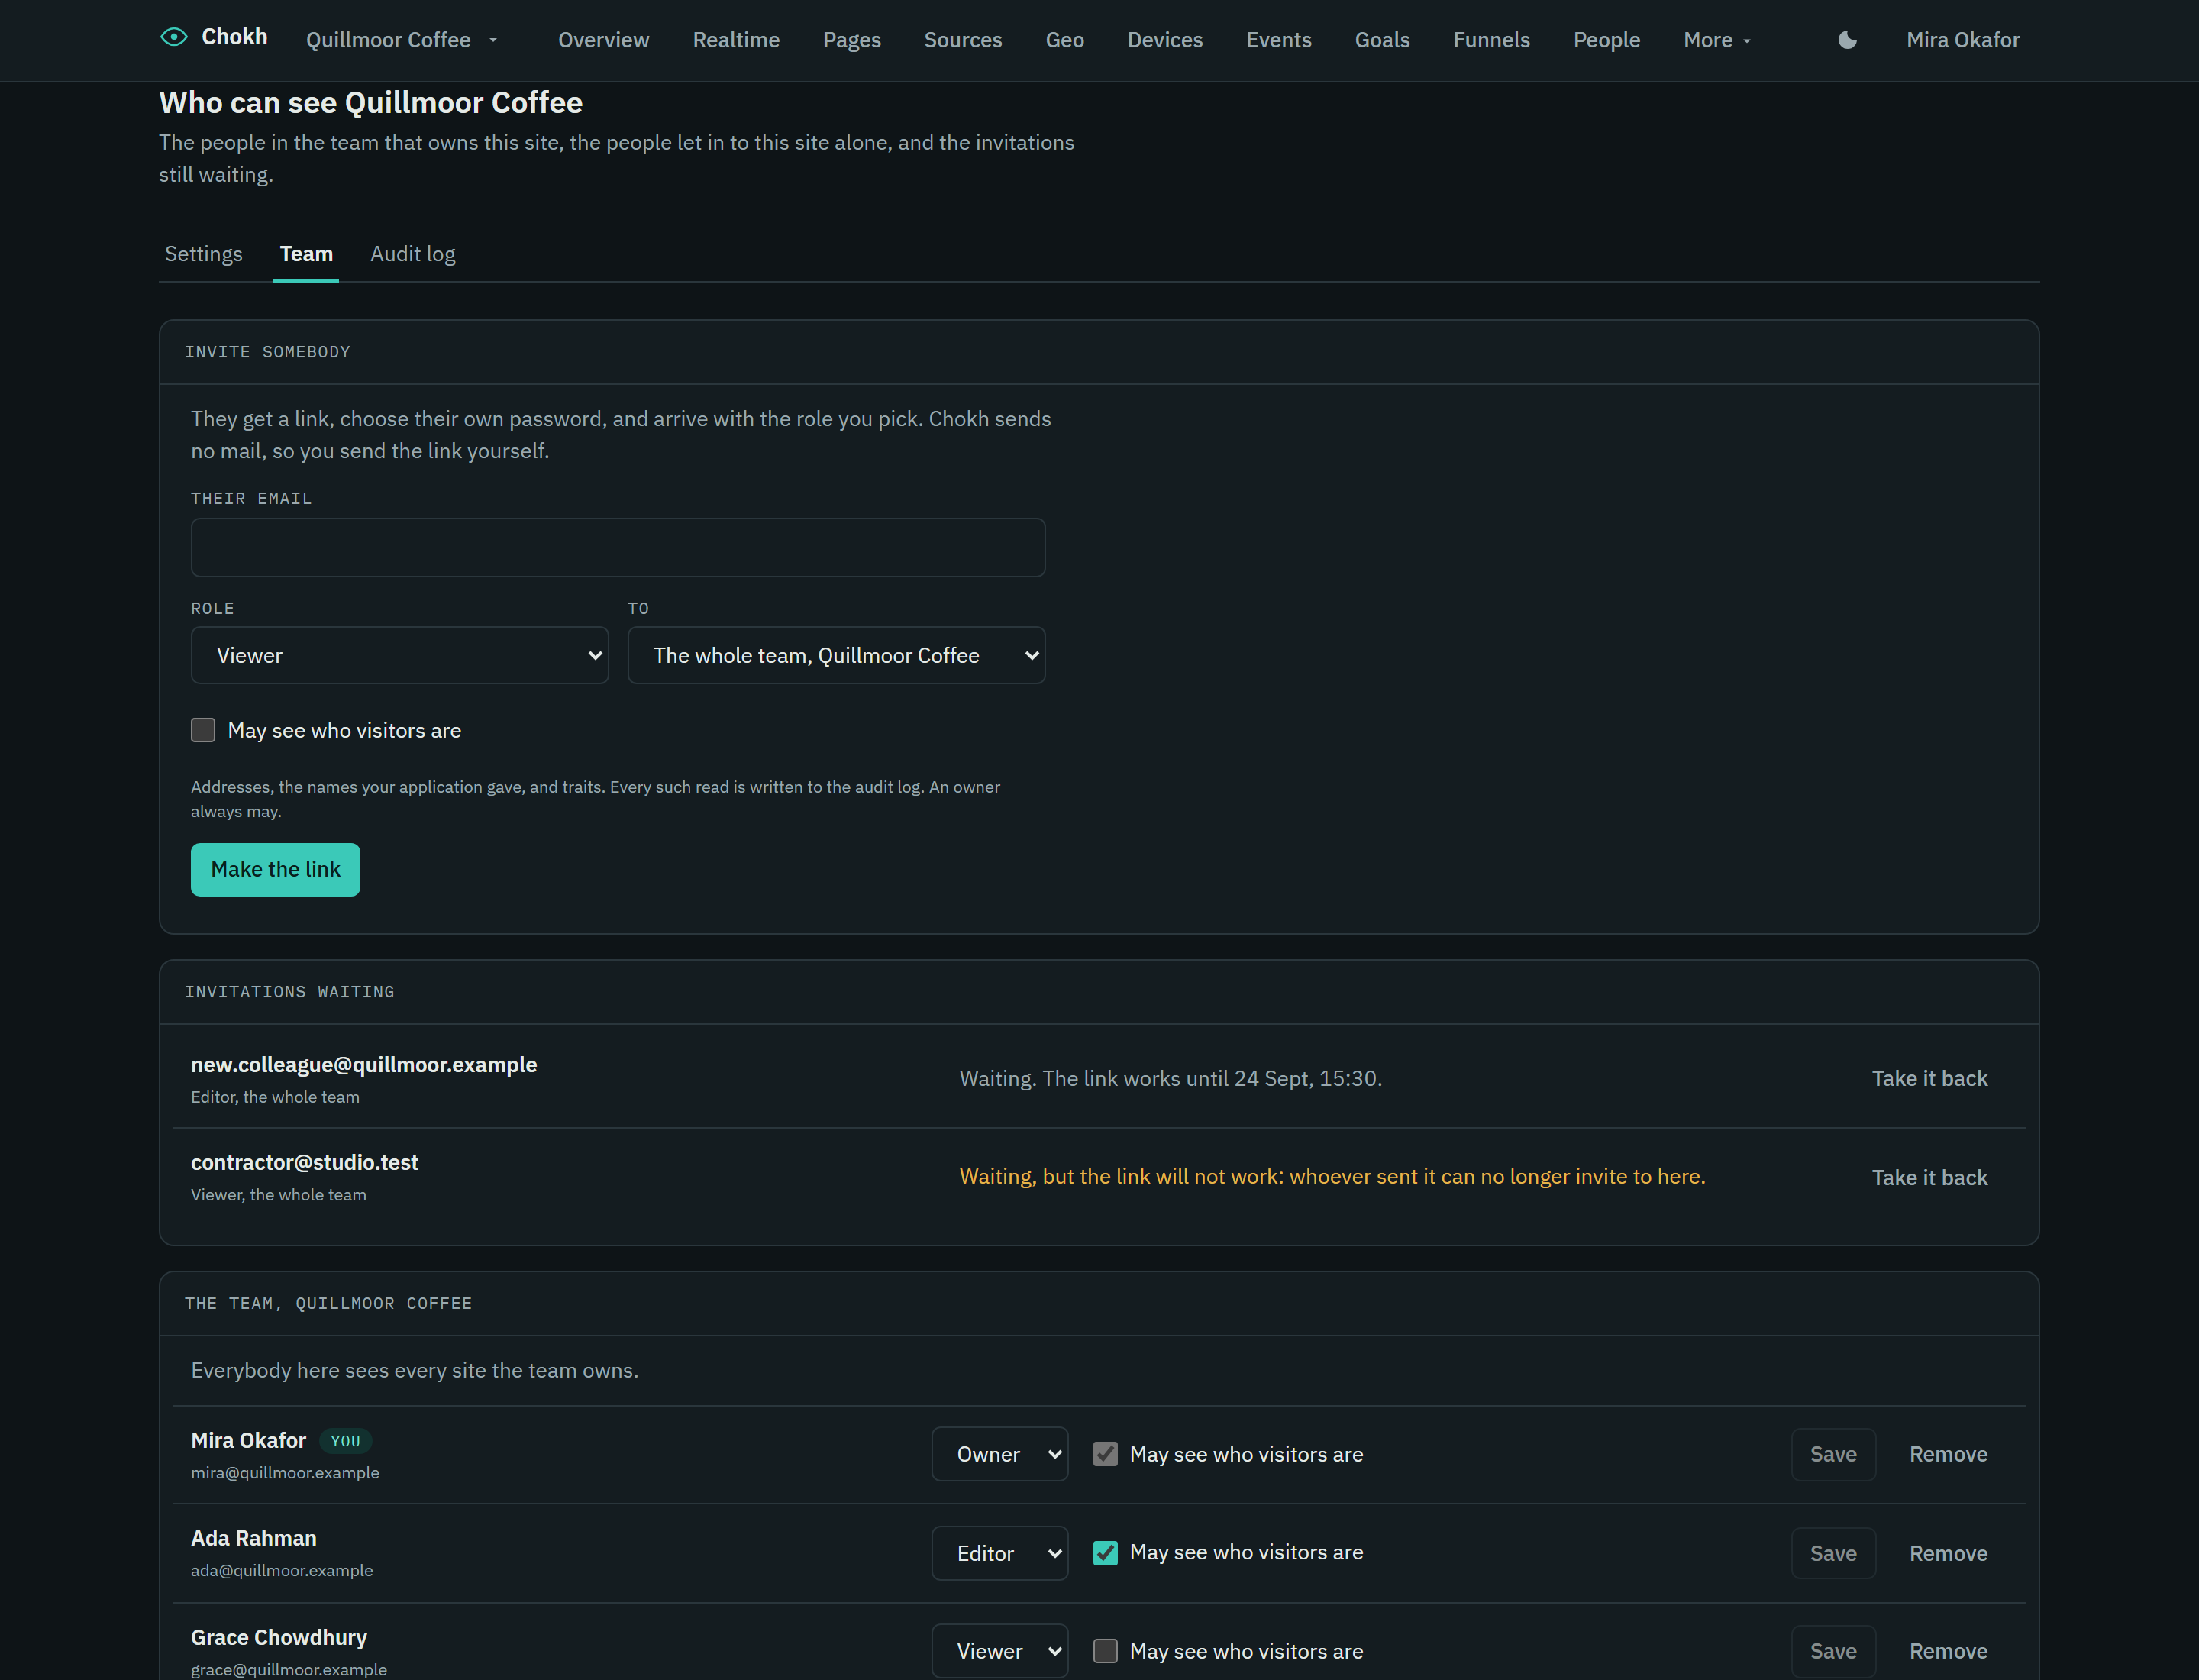 Chokh
Quillmoor Coffee
Overview
Realtime
Pages
Sources
Geo
Devices
Events
Goals
Funnels
People
More
Mira Okafor
Who can see Quillmoor Coffee
The people in the team that owns this site, the people let in to this site alone, and the invitations
still waiting.
Settings
Team
Audit log
INVITE SOMEBODY
They get a link, choose their own password, and arrive with the role you pick. Chokh sends
no mail, so you send the link yourself.
THEIR EMAIL
ROLE
TO
Viewer
The whole team, Quillmoor Coffee
May see who visitors are
Addresses, the names your application gave, and traits. Every such read is written to the audit log. An owner
always may.
Make the link
INVITATIONS WAITING
new.colleague@quillmoor.example
Editor, the whole team
Waiting. The link works until 24 Sept, 15:30.
Take it back
contractor@studio.test
Viewer, the whole team
Waiting, but the link will not work: whoever sent it can no longer invite to here.
Take it back
THE TEAM, QUILLMOOR COFFEE
Everybody here sees every site the team owns.
Mira Okafor YOU
mira@quillmoor.example
Owner
May see who visitors are
Save
Remove
Ada Rahman
ada@quillmoor.example
Editor
May see who visitors are
Save
Remove
Grace Chowdhury
grace@quillmoor.example
Viewer
May see who visitors are
Save
Remove